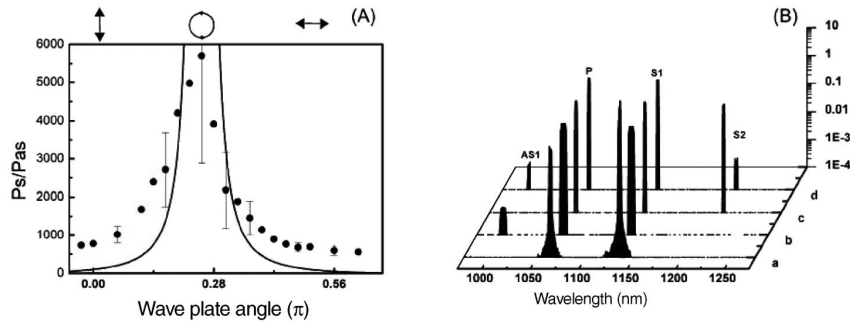 (A)
6000
5000
4000
3000
2000
1000
0
Ps/Pas
0.00
0.28
0.56
Wave plate angle (π)
(B)
10
1
0.1
0.01
1E-3
1E-4
P
S1
S2
AS1
d
c
b
a
1000
1050
1100
1150
1200
1250
Wavelength (nm)